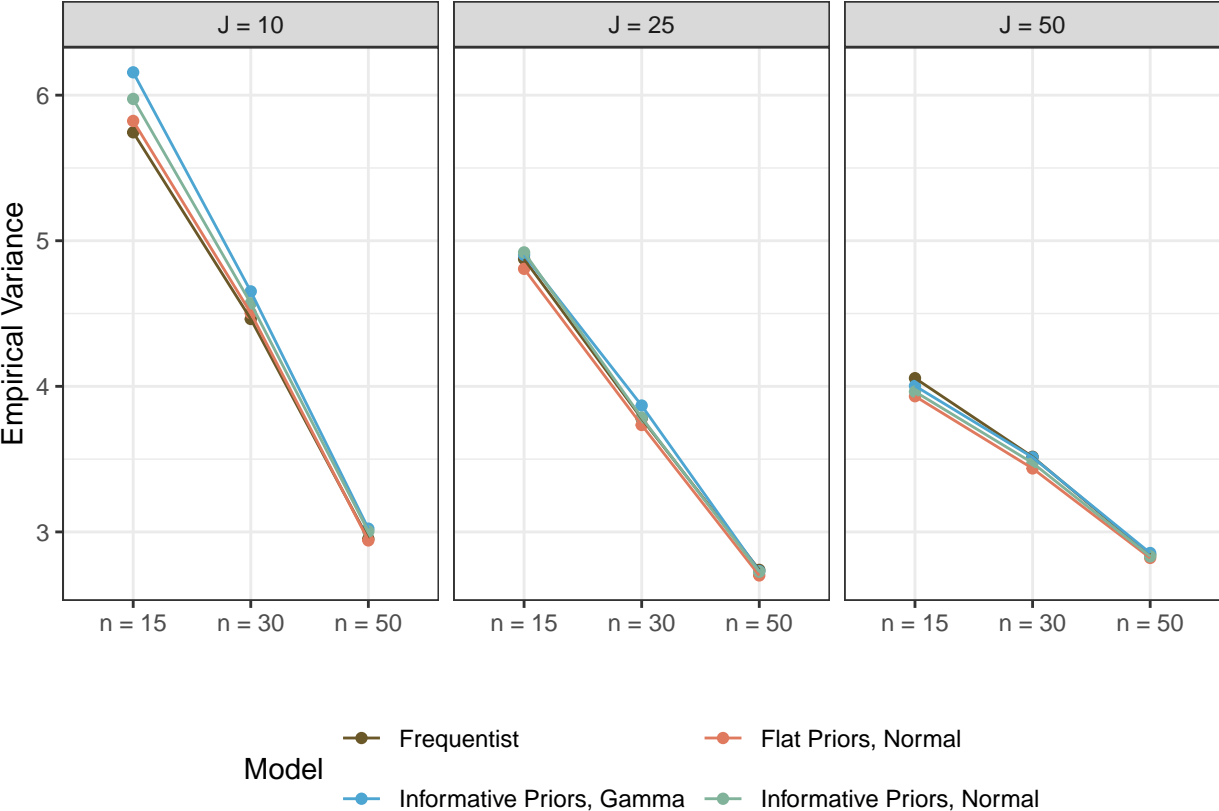 J = 10
J = 25
J = 50
Empirical Variance
6
5
4
3
n = 15 n = 30 n = 50
n = 15 n = 30 n = 50
n = 15 n = 30 n = 50
Model
Frequentist
Flat Priors, Normal
Informative Priors, Gamma
Informative Priors, Normal